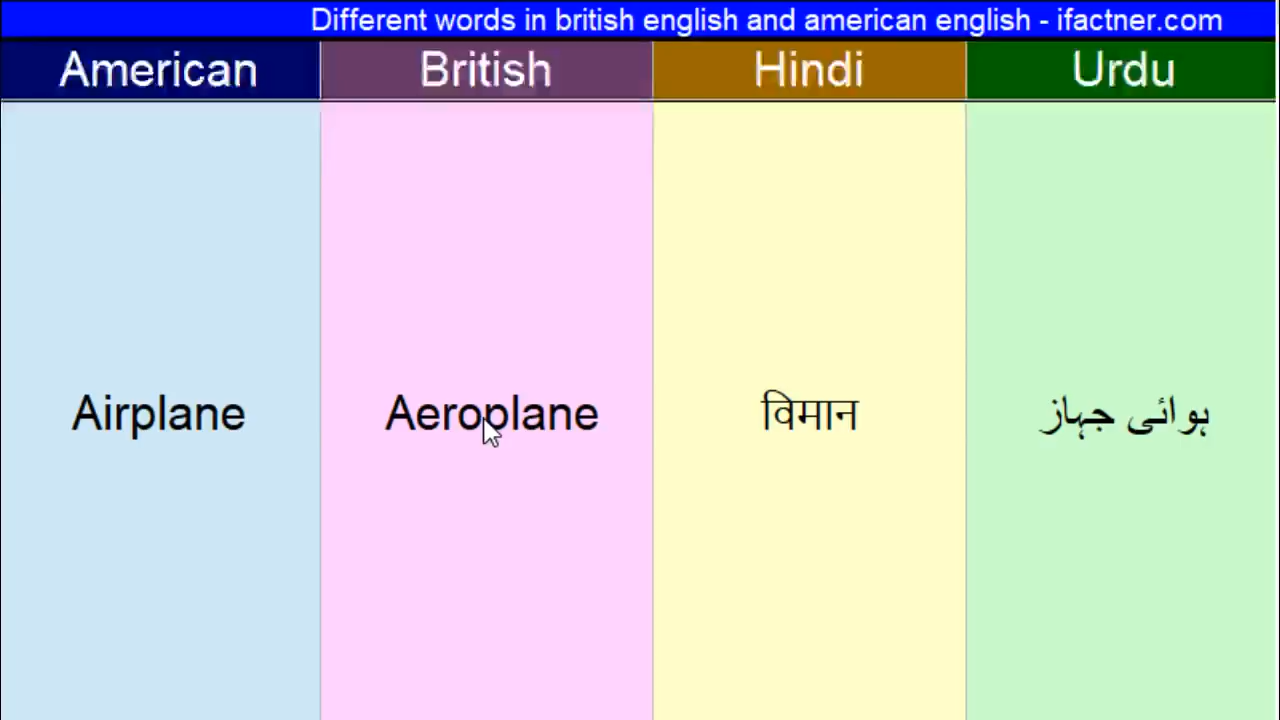 Different words in british english and american english - ifactner.com
American British Hindi Urdu
Airplane Aeroplane विमान ہوائی جہاز